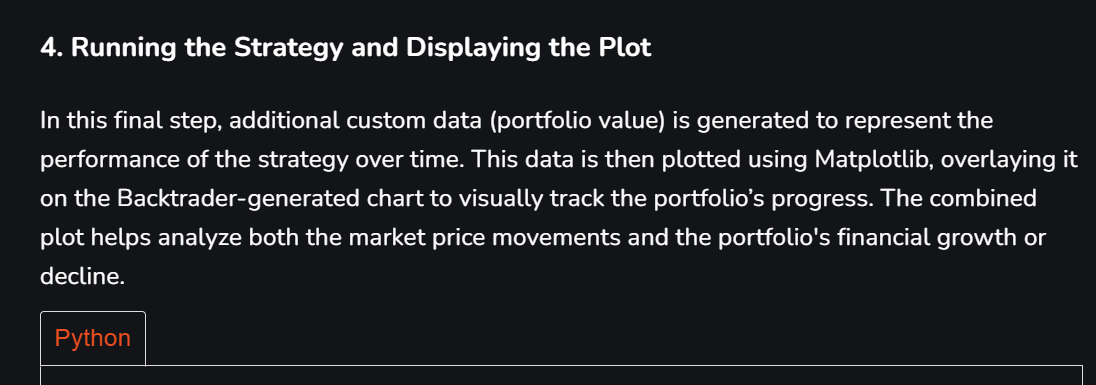 4. Running the Strategy and Displaying the Plot
In this final step, additional custom data (portfolio value) is generated to represent the
performance of the strategy over time. This data is then plotted using Matplotlib, overlaying it
on the Backtrader-generated chart to visually track the portfolio’s progress. The combined
plot helps analyze both the market price movements and the portfolio's financial growth or
decline.
Python